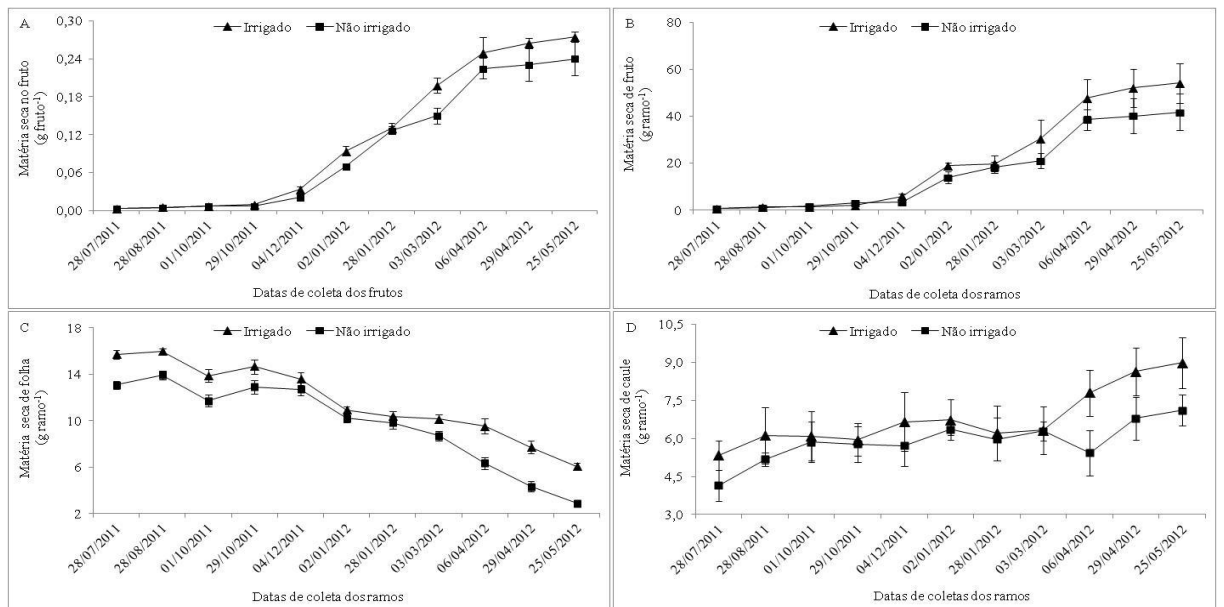 A
Irrigado
Não irrigado
Matéria seca no fruto
(g fruto⁻¹)
0,30
0,24
0,18
0,12
0,06
0,00
28/07/2011
28/08/2011
01/10/2011
29/10/2011
04/12/2011
02/01/2012
28/01/2012
03/03/2012
06/04/2012
29/04/2012
25/05/2012
Datas de coleta dos frutos
B
Irrigado
Não irrigado
Matéria seca de fruto
(g ramo⁻¹)
80
60
40
20
0
28/07/2011
28/08/2011
01/10/2011
29/10/2011
04/12/2011
02/01/2012
28/01/2012
03/03/2012
06/04/2012
29/04/2012
25/05/2012
Datas de coleta dos ramos
C
Irrigado
Não irrigado
Matéria seca de folha
(g ramo⁻¹)
18
14
10
6
2
28/07/2011
28/08/2011
01/10/2011
29/10/2011
04/12/2011
02/01/2012
28/01/2012
03/03/2012
06/04/2012
29/04/2012
25/05/2012
Datas de coleta dos ramos
D
Irrigado
Não irrigado
Matéria seca de caule
(g ramo⁻¹)
10,5
9,0
7,5
6,0
4,5
3,0
28/07/2011
28/08/2011
01/10/2011
29/10/2011
04/12/2011
02/01/2012
28/01/2012
03/03/2012
06/04/2012
29/04/2012
25/05/2012
Datas de coletas dos ramos